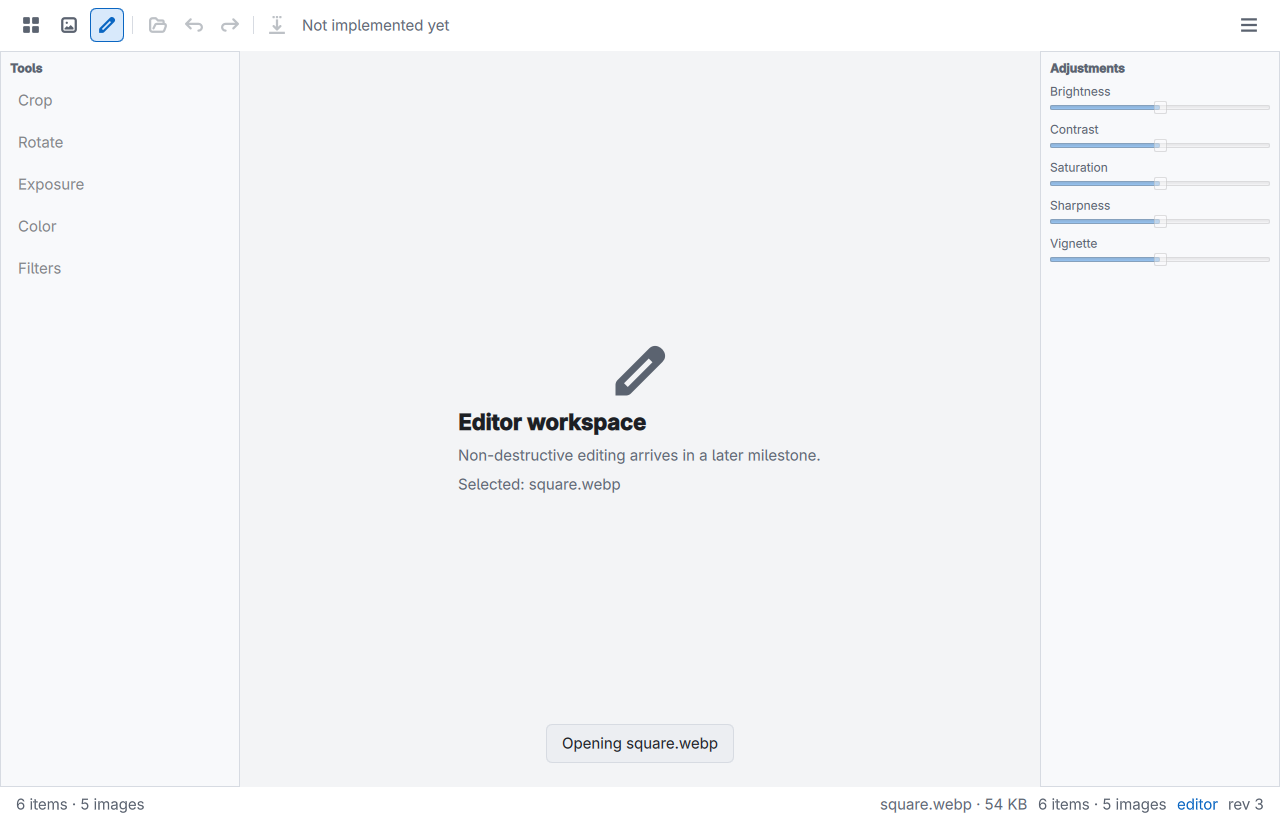 Not implemented yet
Tools
Crop
Rotate
Exposure
Color
Filters
Editor workspace
Non-destructive editing arrives in a later milestone.
Selected: square.webp
Opening square.webp
Adjustments
Brightness
Contrast
Saturation
Sharpness
Vignette
6 items · 5 images
square.webp · 54 KB 6 items · 5 images editor rev 3